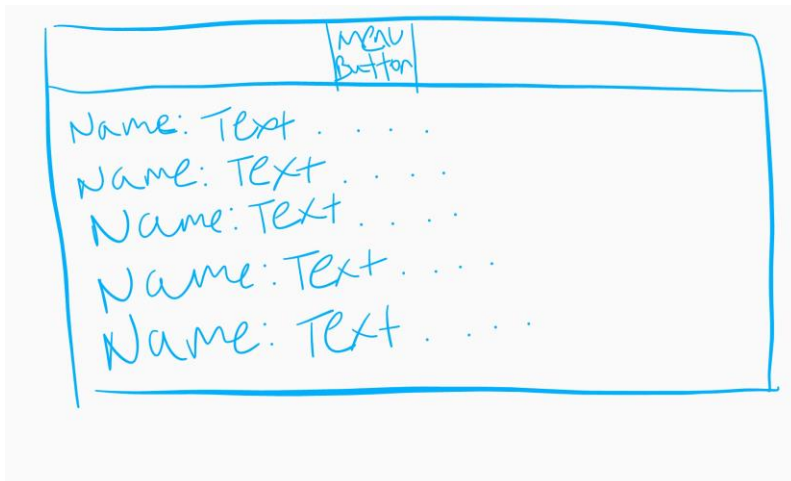 Menu
Button
Name: Text . . . .
Name: Text . . . .
Name: Text . . . .
Name: Text . . . .
Name: Text . . . .